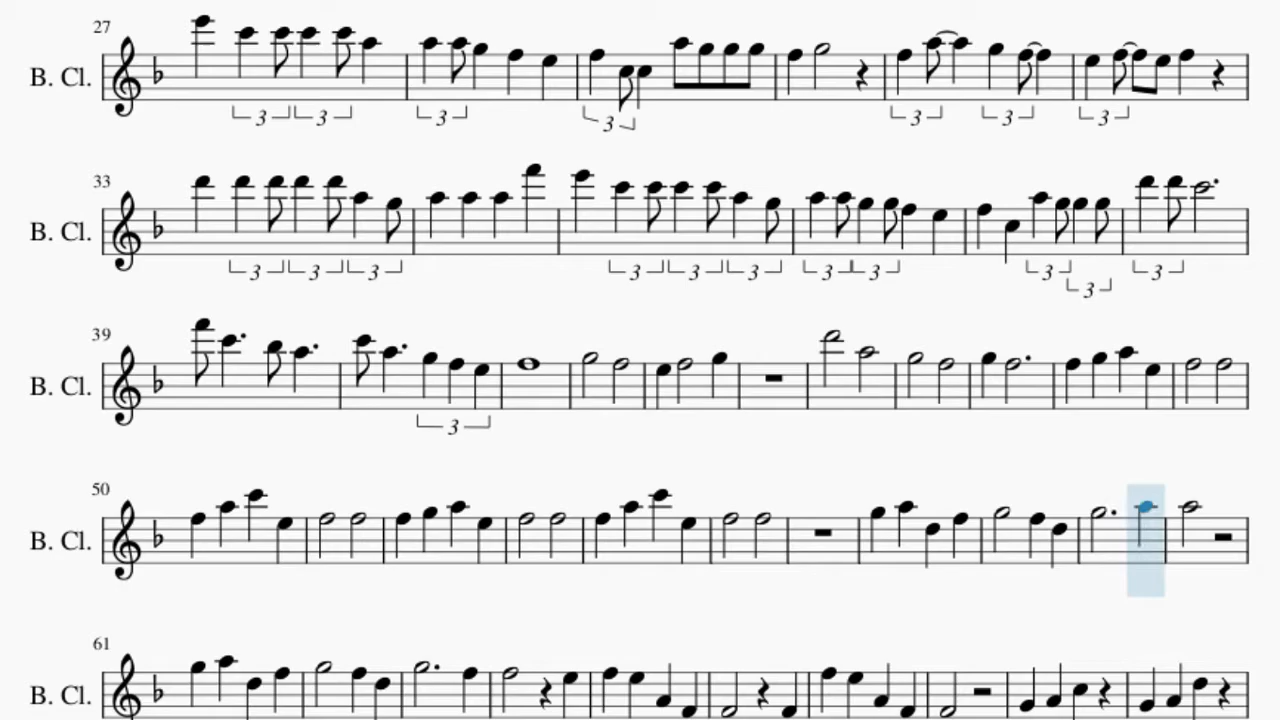 27
B. Cl.
3 3 3 3 3 3 3
33
B. Cl.
3 3 3 3 3 3 3 3 3 3 3
39
B. Cl.
3
50
B. Cl.
61
B. Cl.